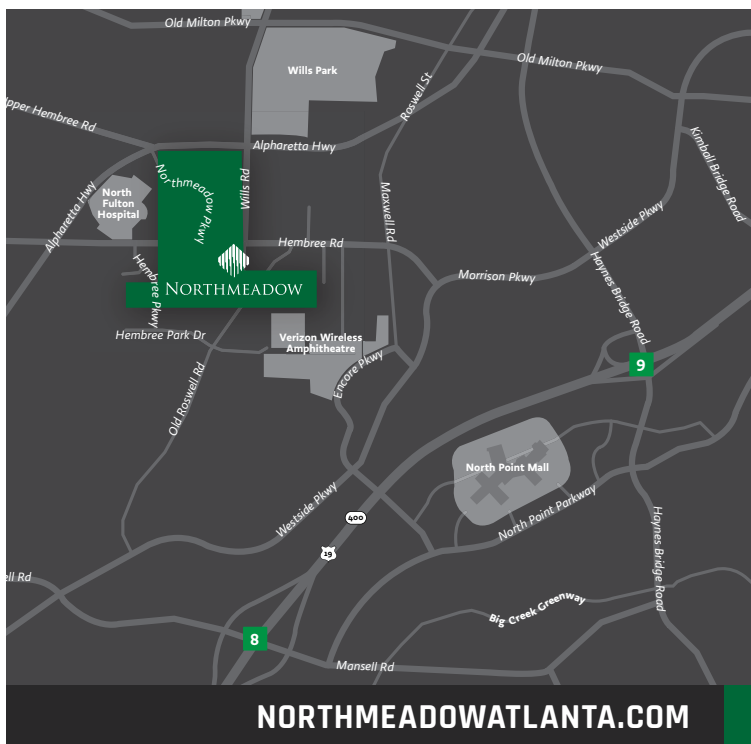 Old Milton Pkwy
Wills Park
Old Milton Pkwy
Roswell St
Upper Hembree Rd
Alpharetta Hwy
Kimball Bridge Road
Northmeadow Pkwy
Wills Rd
North
Fulton
Hospital
Alpharetta Hwy
Maxwell Rd
Westside Pkwy
Hembree Rd
Haynes Bridge Road
Hembree Pkwy
Morrison Pkwy
NORTHMEADOW
Hembree Park Dr
Verizon Wireless
Amphitheatre
Encore Pkwy
9
Old Roswell Rd
North Point Mall
Westside Pkwy
North Point Parkway
400
19
Haynes Bridge Road
ell Rd
Big Creek Greenway
8
Mansell Rd
NORTHMEADOWATLANTA.COM